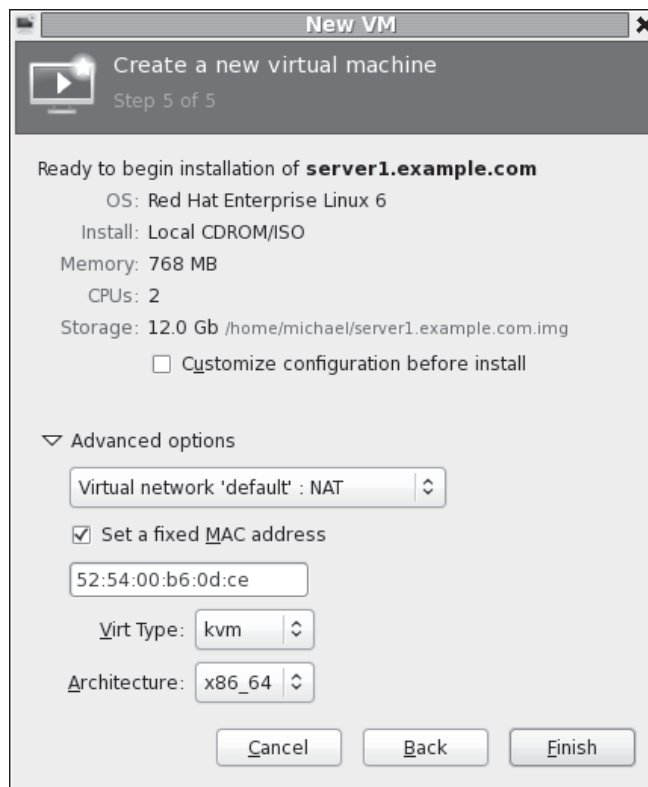 New VM
Create a new virtual machine
Step 5 of 5
Ready to begin installation of server1.example.com
OS: Red Hat Enterprise Linux 6
Install: Local CDROM/ISO
Memory: 768 MB
CPUs: 2
Storage: 12.0 Gb /home/michael/server1.example.com.img
Customize configuration before install
Advanced options
Virtual network 'default' : NAT
Set a fixed MAC address
52:54:00:b6:0d:ce
Virt Type: kvm
Architecture: x86_64
Cancel Back Finish